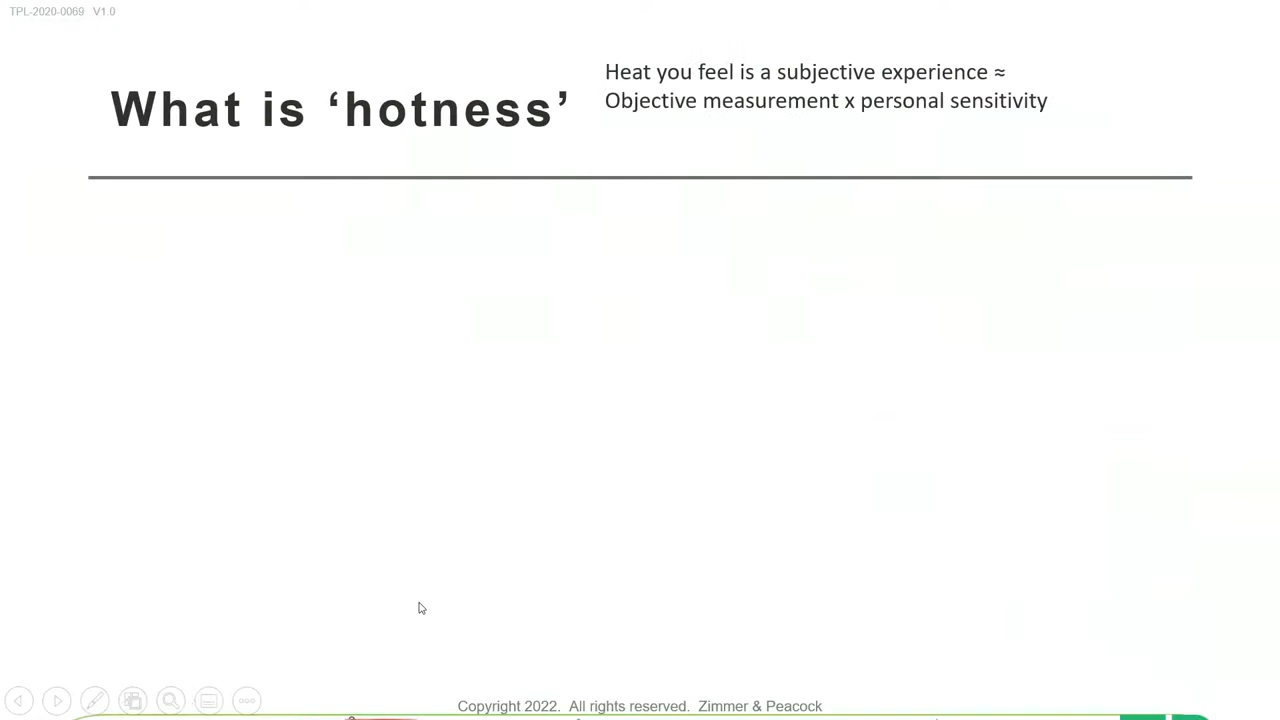 TPL-2020-0069 V1.0
Heat you feel is a subjective experience ≈
What is ‘hotness’
Objective measurement x personal sensitivity
Copyright 2022. All rights reserved. Zimmer & Peacock